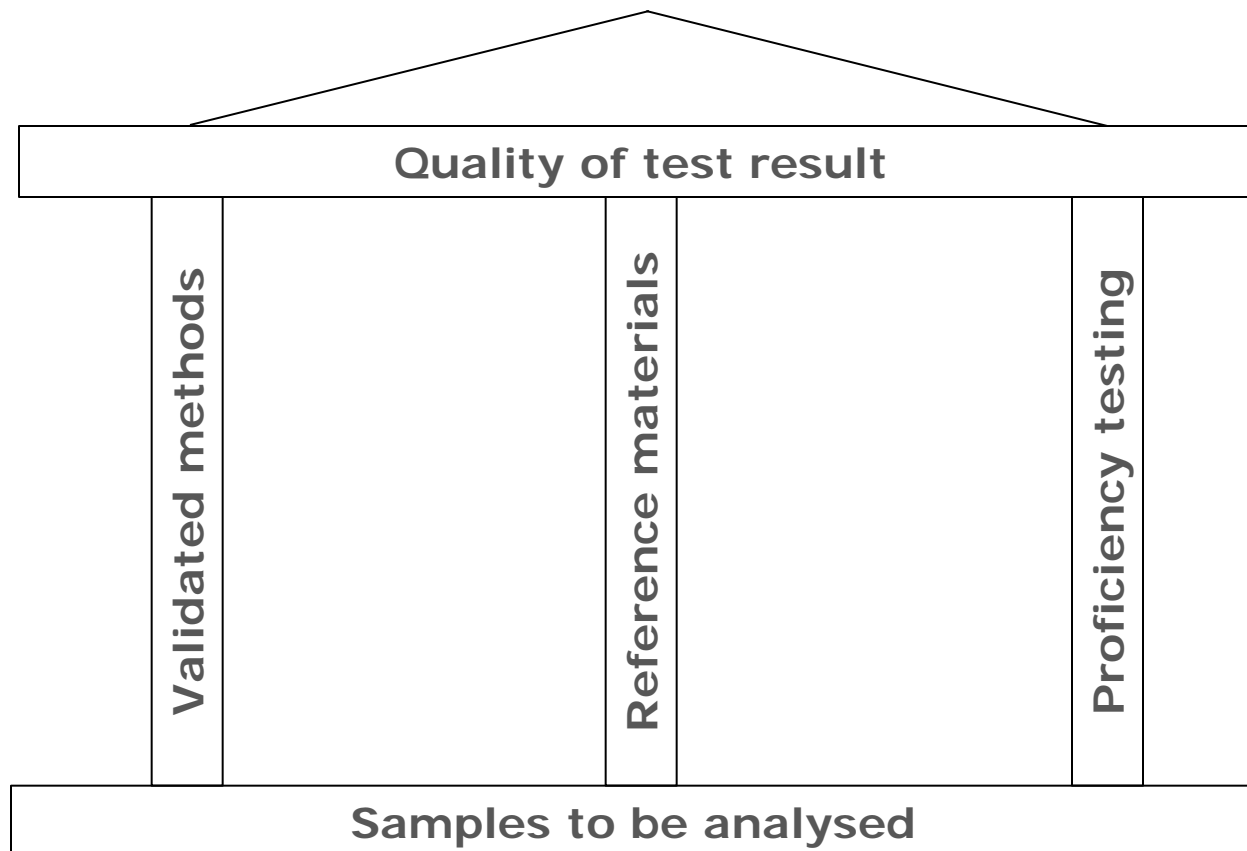 Quality of test result
Validated methods
Reference materials
Proficiency testing
Samples to be analysed